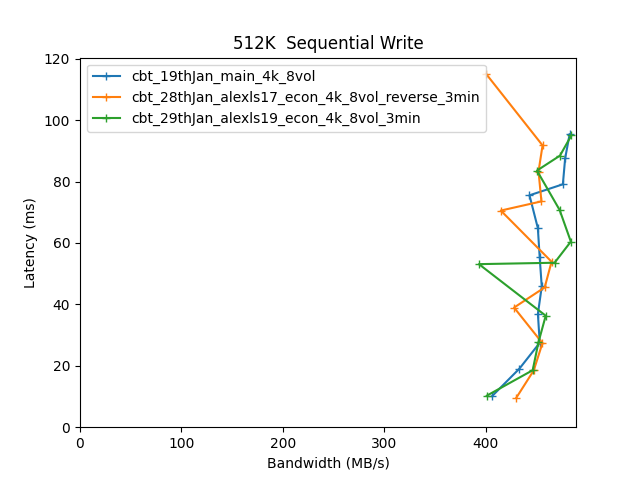 512K  Sequential Write
cbt_19thJan_main_4k_8vol
cbt_28thJan_alexls17_econ_4k_8vol_reverse_3min
cbt_29thJan_alexls19_econ_4k_8vol_3min
Latency (ms)
120
100
80
60
40
20
0
0 100 200 300 400
Bandwidth (MB/s)